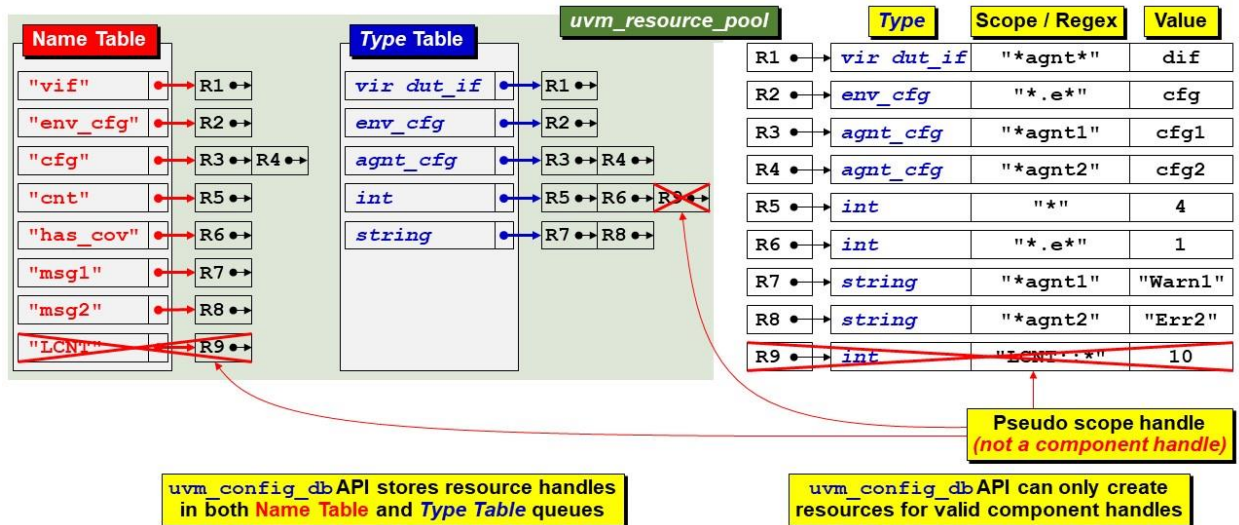 uvm_resource_pool
Name Table
Type Table
"vif" R1
"env_cfg" R2
"cfg" R3 R4
"cnt" R5
"has_cov" R6
"msg1" R7
"msg2" R8
"LCNT" R9
vir dut_if R1
env_cfg R2
agnt_cfg R3 R4
int R5 R6 R9
string R7 R8
Type Scope / Regex Value
R1 vir dut_if "*agnt*" dif
R2 env_cfg "*.e*" cfg
R3 agnt_cfg "*agnt1" cfg1
R4 agnt_cfg "*agnt2" cfg2
R5 int "*" 4
R6 int "*.e*" 1
R7 string "*agnt1" "Warn1"
R8 string "*agnt2" "Err2"
R9 int "LCNT::*" 10
Pseudo scope handle
(not a component handle)
uvm_config_db API stores resource handles
in both Name Table and Type Table queues
uvm_config_db API can only create
resources for valid component handles